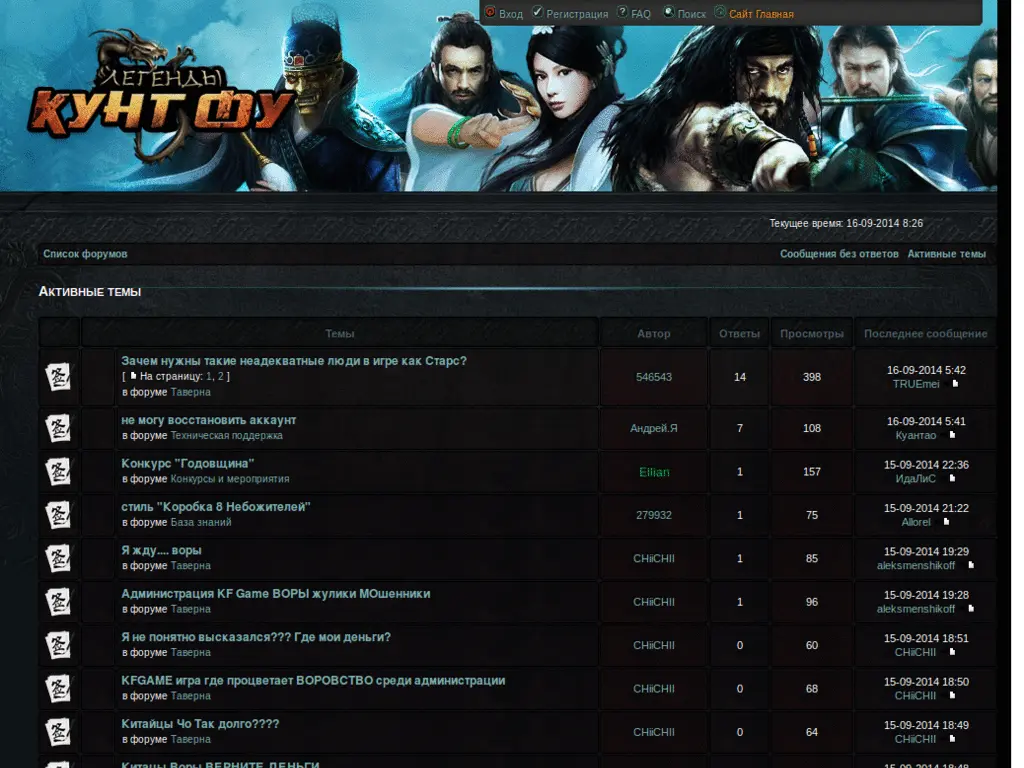 Вход Регистрация FAQ Поиск Сайт Главная
ЛЕГЕНДЫ
КУНГ ФУ
Текущее время: 16-09-2014 8:26
Список форумов Сообщения без ответов Активные темы
Активные темы
Темы Автор Ответы Просмотры Последнее сообщение
Зачем нужны такие неадекватные люди в игре как Старс?
[ На страницу: 1, 2 ]
в форуме Таверна
546543 14 398 16-09-2014 5:42
TRUEmei
не могу восстановить аккаунт
в форуме Техническая поддержка
Андрей.Я 7 108 16-09-2014 5:41
Куантао
Конкурс "Годовщина"
в форуме Конкурсы и мероприятия
Ellian 1 157 15-09-2014 22:36
ИдаЛиС
стиль "Коробка 8 Небожителей"
в форуме База знаний
279932 1 75 15-09-2014 21:22
Allorel
Я жду.... воры
в форуме Таверна
CHiiCHII 1 85 15-09-2014 19:29
aleksmenshikoff
Администрация KF Game ВОРЫ жулики МОшенники
в форуме Таверна
CHiiCHII 1 96 15-09-2014 19:28
aleksmenshikoff
Я не понятно высказался??? Где мои деньги?
в форуме Таверна
CHiiCHII 0 60 15-09-2014 18:51
CHiiCHII
KFGAME игра где процветает ВОРОВСТВО среди администрации
в форуме Таверна
CHiiCHII 0 68 15-09-2014 18:50
CHiiCHII
Китайцы Чо Так долго????
в форуме Таверна
CHiiCHII 0 64 15-09-2014 18:49
CHiiCHII
Китацы Воры ВЕРНИТЕ ДЕНЬГИ
15-09-2014 18:48